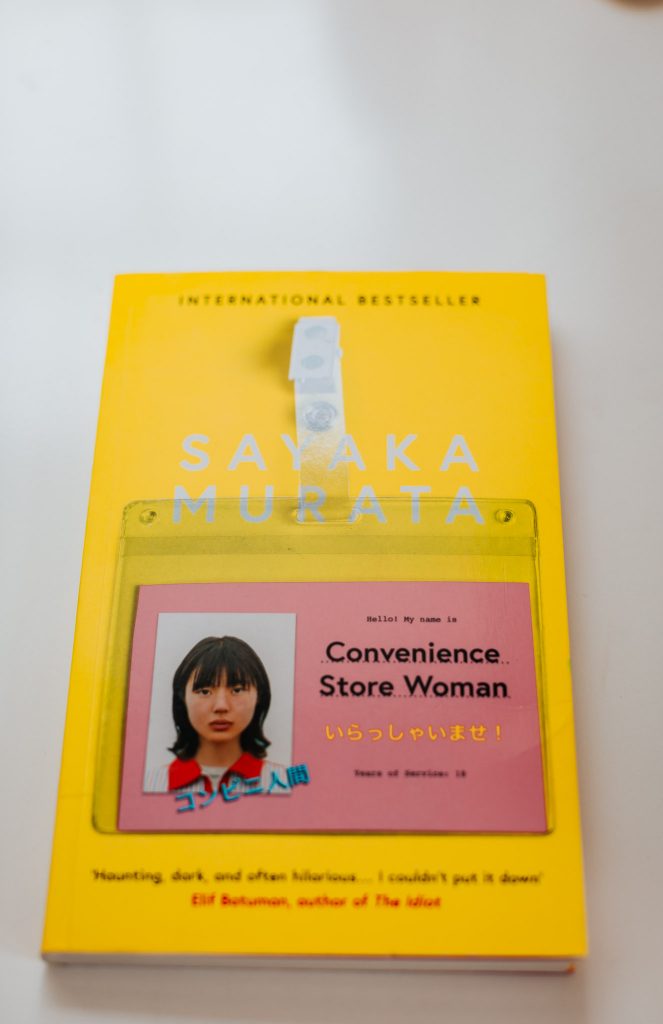 INTERNATIONAL BESTSELLER
SAYAKA
MURATA
Hello! My name is
Convenience
Store Woman
いらっしゃいませ！
Years of Service: 18
コンビニ人間
'Haunting, dark, and often hilarious... I couldn't put it down'
Elif Batuman, author of The Idiot